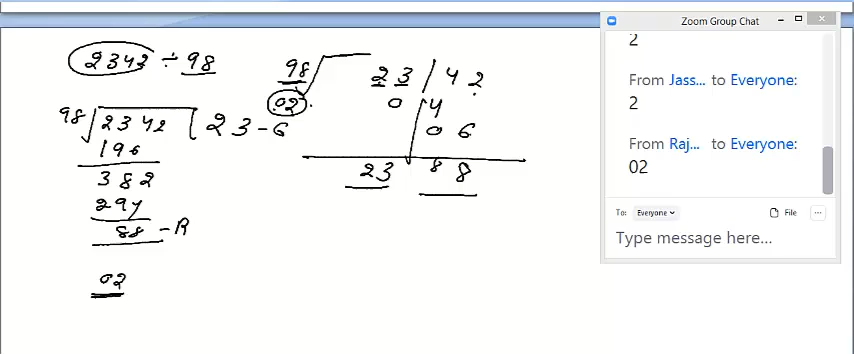 2342 ÷ 98
98 2342 23-6
196
382
294
88 - R
02
98 23/42
02 0 4
0 6
23 88
Zoom Group Chat
2
From Jass... to Everyone:
2
From Raj... to Everyone:
02
To: Everyone File ...
Type message here...